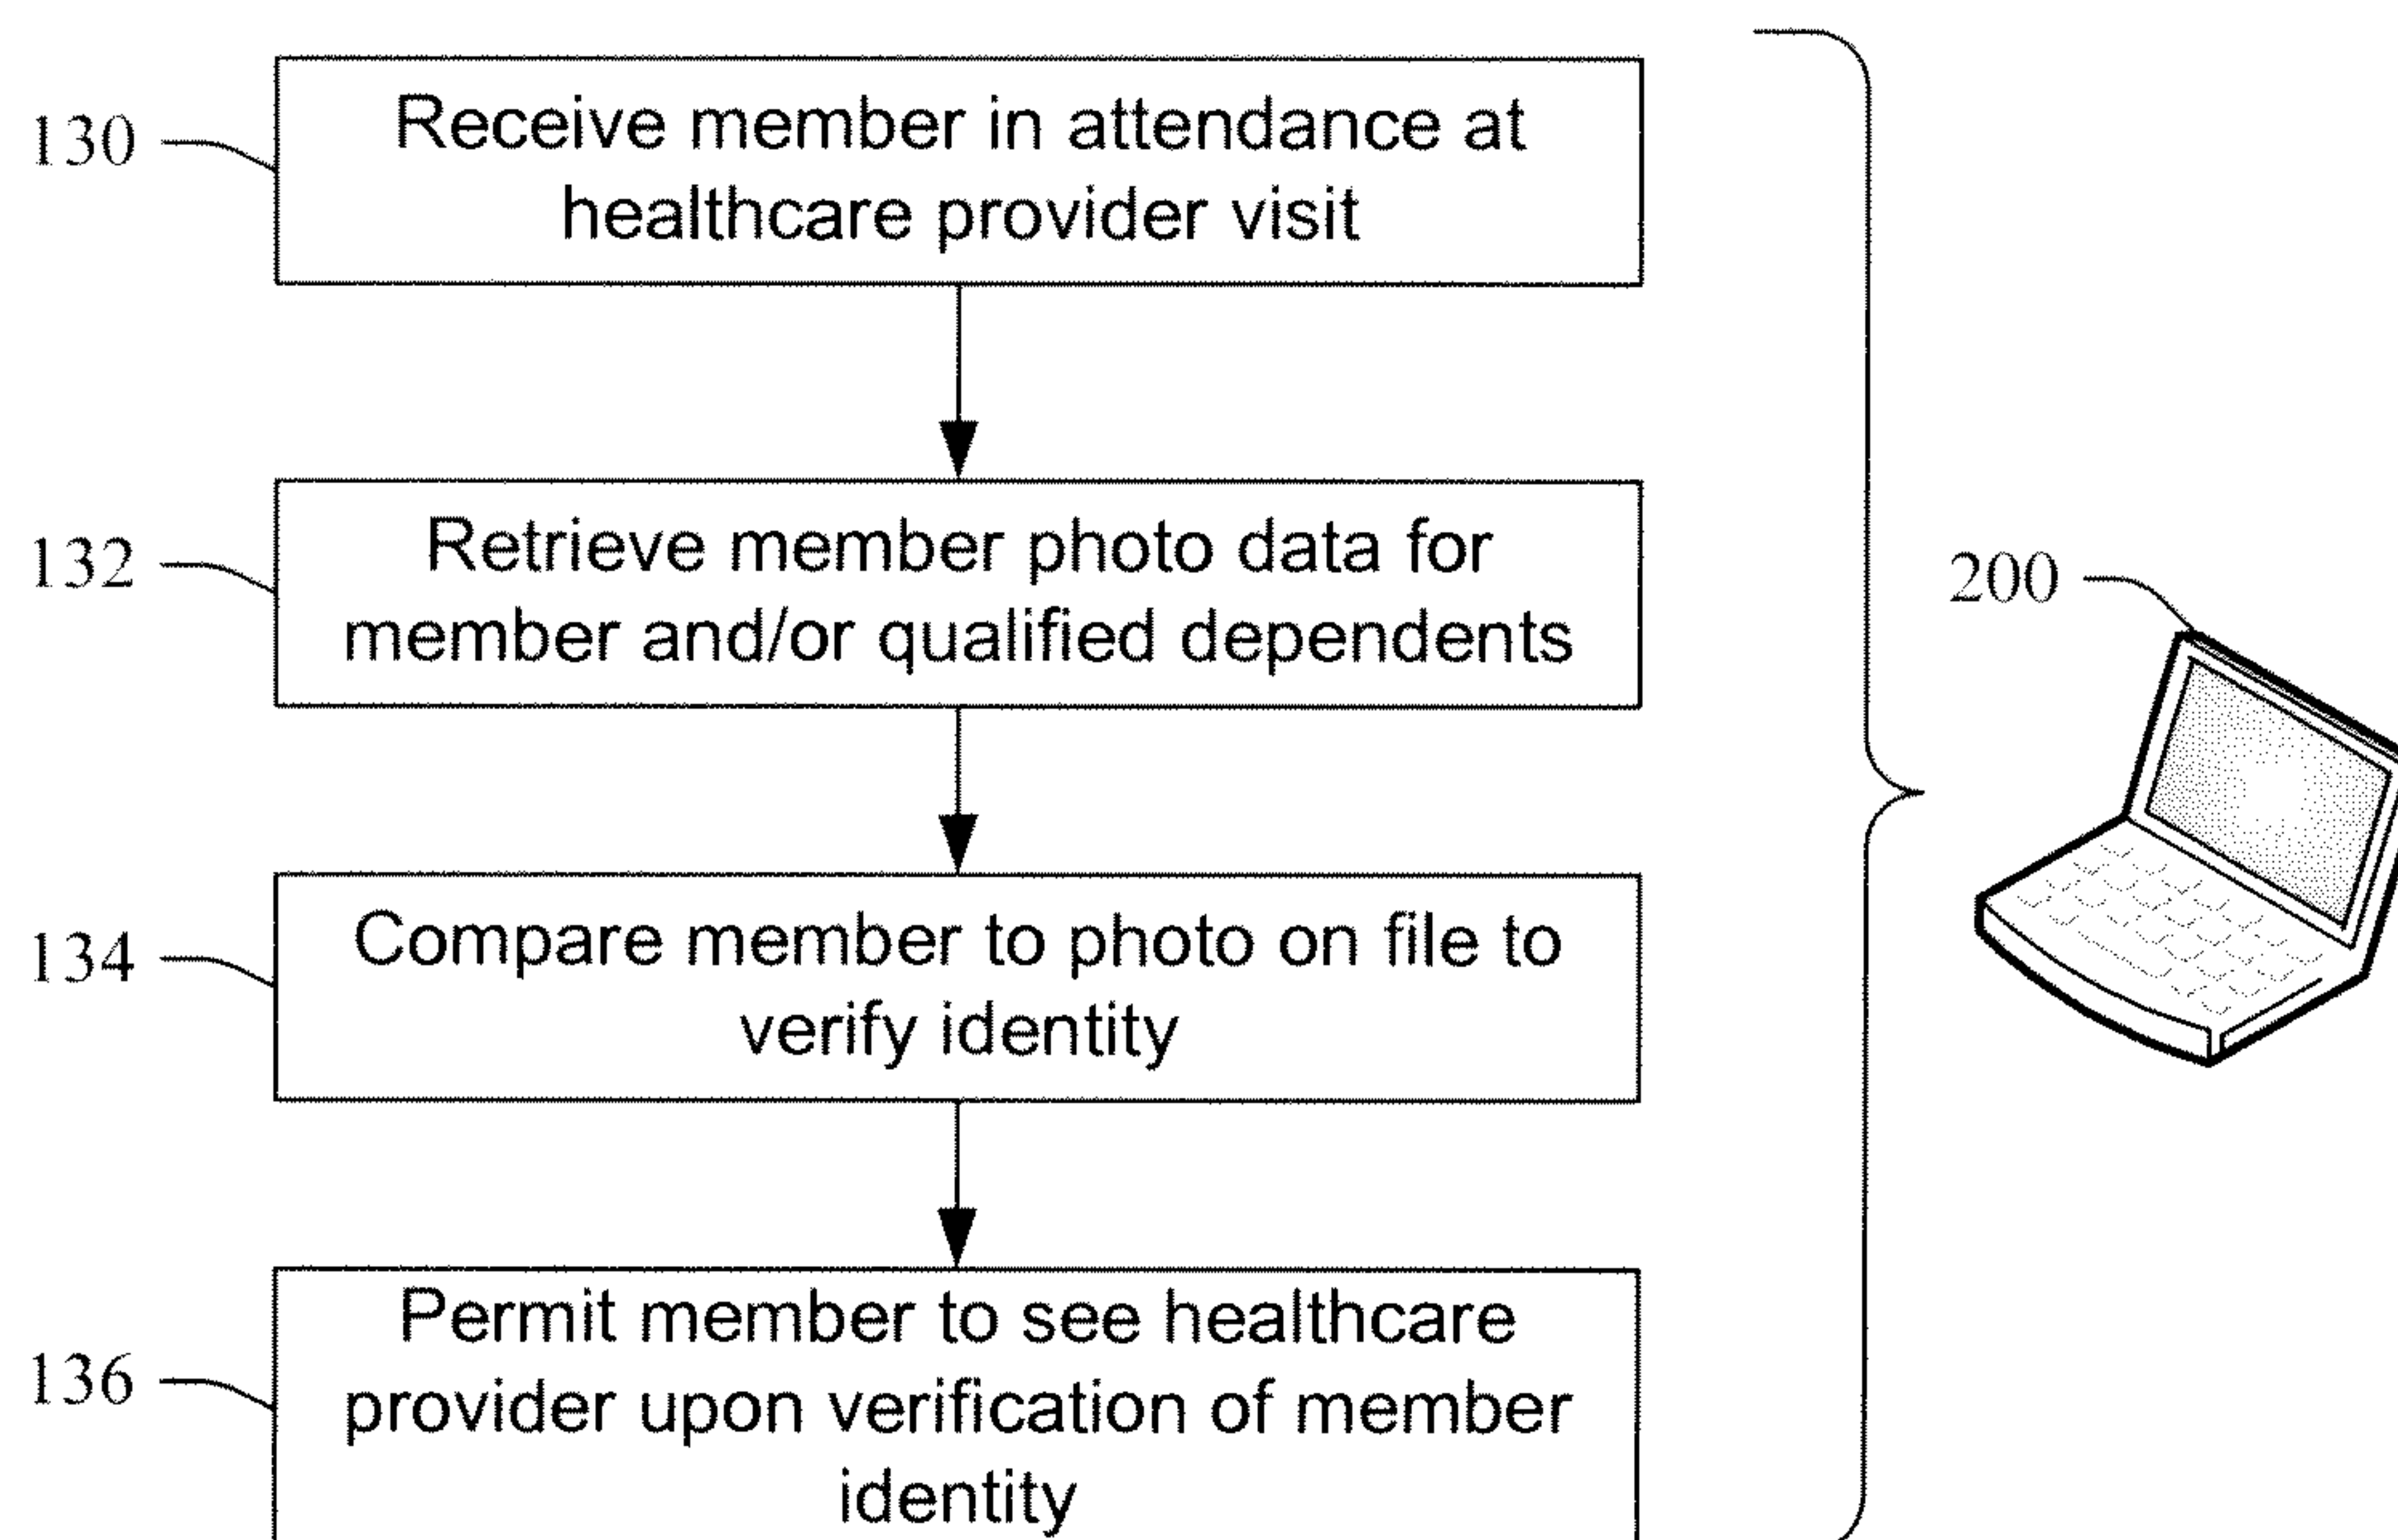 130
Receive member in attendance at
healthcare provider visit
132
Retrieve member photo data for
member and/or qualified dependents
200
134
Compare member to photo on file to
verify identity
136
Permit member to see healthcare
provider upon verification of member
identity